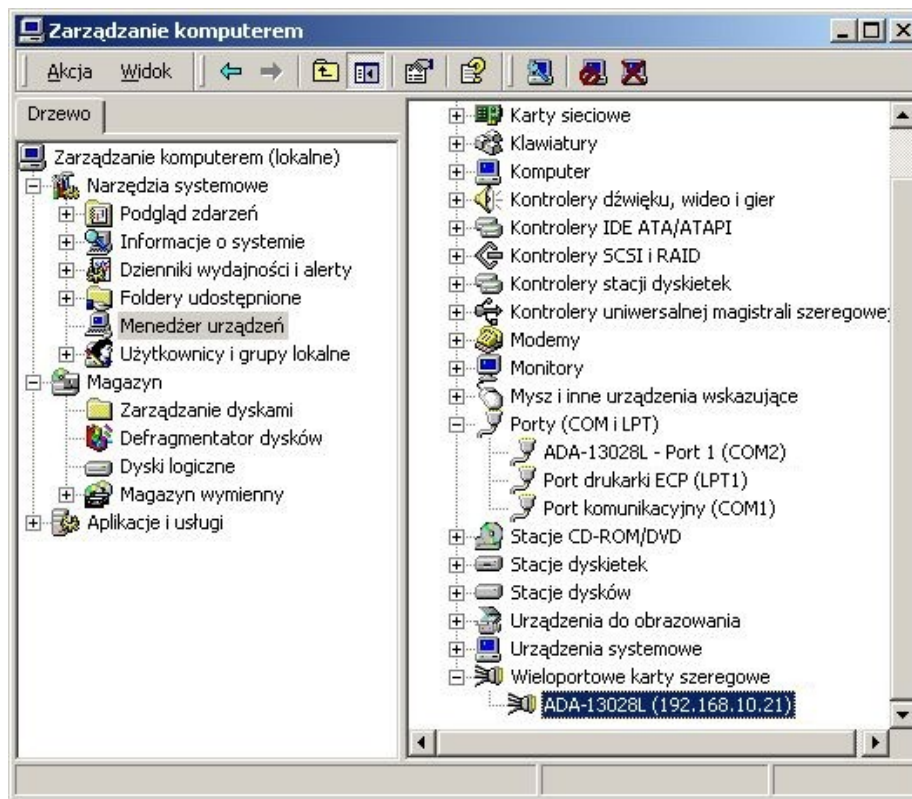 Zarządzanie komputerem
Akcja Widok
Drzewo
Zarządzanie komputerem (lokalne)
Narzędzia systemowe
Podgląd zdarzeń
Informacje o systemie
Dzienniki wydajności i alerty
Foldery udostępnione
Menedżer urządzeń
Użytkownicy i grupy lokalne
Magazyn
Zarządzanie dyskami
Defragmentator dysków
Dyski logiczne
Magazyn wymienny
Aplikacje i usługi
Karty sieciowe
Klawiatury
Komputer
Kontrolery dźwięku, wideo i gier
Kontrolery IDE ATA/ATAPI
Kontrolery SCSI i RAID
Kontrolery stacji dyskietek
Kontrolery uniwersalnej magistrali szeregowej
Modemy
Monitory
Mysz i inne urządzenia wskazujące
Porty (COM i LPT)
ADA-13028L - Port 1 (COM2)
Port drukarki ECP (LPT1)
Port komunikacyjny (COM1)
Stacje CD-ROM/DVD
Stacje dyskietek
Stacje dysków
Urządzenia do obrazowania
Urządzenia systemowe
Wieloportowe karty szeregowe
ADA-13028L (192.168.10.21)